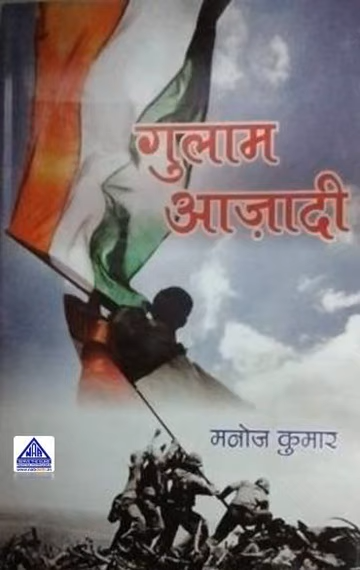 गुलाम
आज़ादी
मनोज कुमार